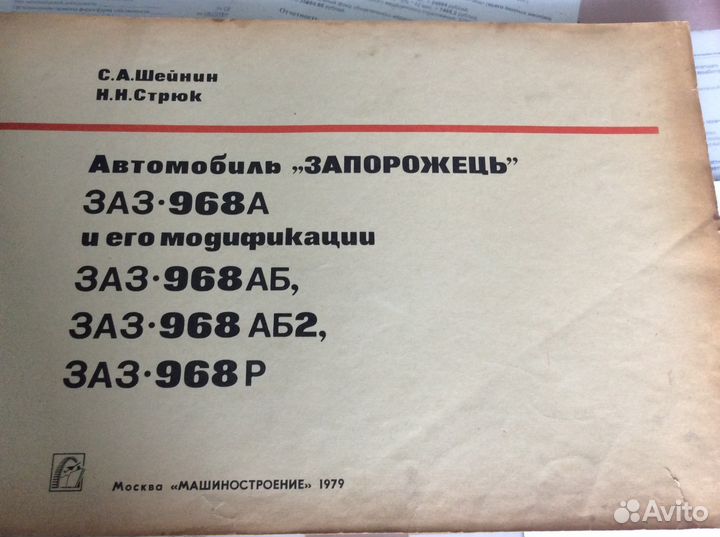 С.А.Шейнин
Н.Н.Стрюк
Автомобиль „ЗАПОРОЖЕЦЬ”
ЗАЗ·968А
и его модификации
ЗАЗ·968АБ,
ЗАЗ·968 АБ2,
ЗАЗ·968Р
Москва «МАШИНОСТРОЕНИЕ» 1979
Avito